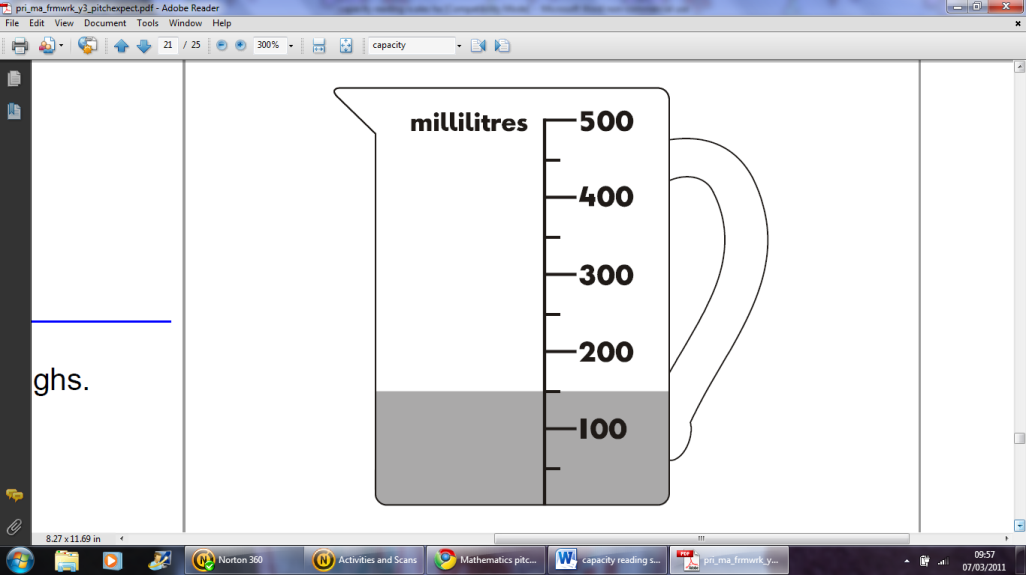 pri_ma_frmwrk_y3_pitchexpect.pdf - Adobe Reader
File Edit View Document Tools Window Help
21 / 25 300% capacity
millilitres 500
400
300
200
ghs.
100
8.27 x 11.69 in
Norton 360 Activities and Scans Mathematics pitc... capacity reading s... pri_ma_frmwrk_y... 09:57
07/03/2011